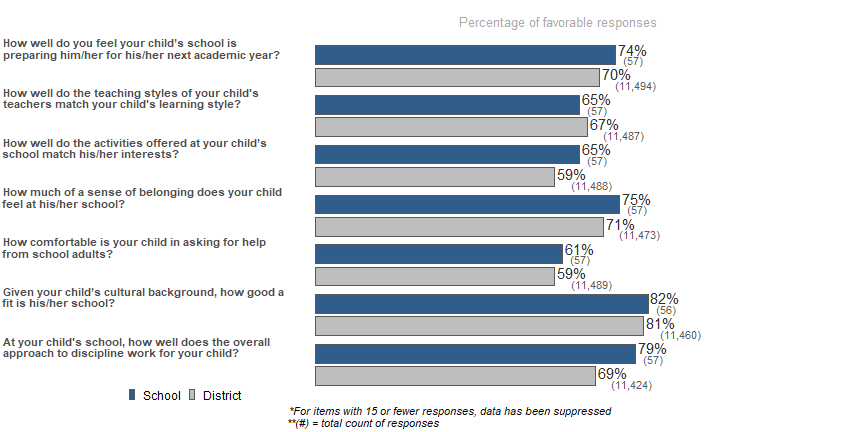 Percentage of favorable responses
How well do you feel your child's school is
preparing him/her for his/her next academic year?
74%
(57)
70%
(11,494)
How well do the teaching styles of your child's
teachers match your child's learning style?
65%
(57)
67%
(11,487)
How well do the activities offered at your child's
school match his/her interests?
65%
(57)
59%
(11,488)
How much of a sense of belonging does your child
feel at his/her school?
75%
(57)
71%
(11,473)
How comfortable is your child in asking for help
from school adults?
61%
(57)
59%
(11,489)
Given your child's cultural background, how good a
fit is his/her school?
82%
(56)
81%
(11,460)
At your child's school, how well does the overall
approach to discipline work for your child?
79%
(57)
69%
(11,424)
School District
*For items with 15 or fewer responses, data has been suppressed
**(#) = total count of responses